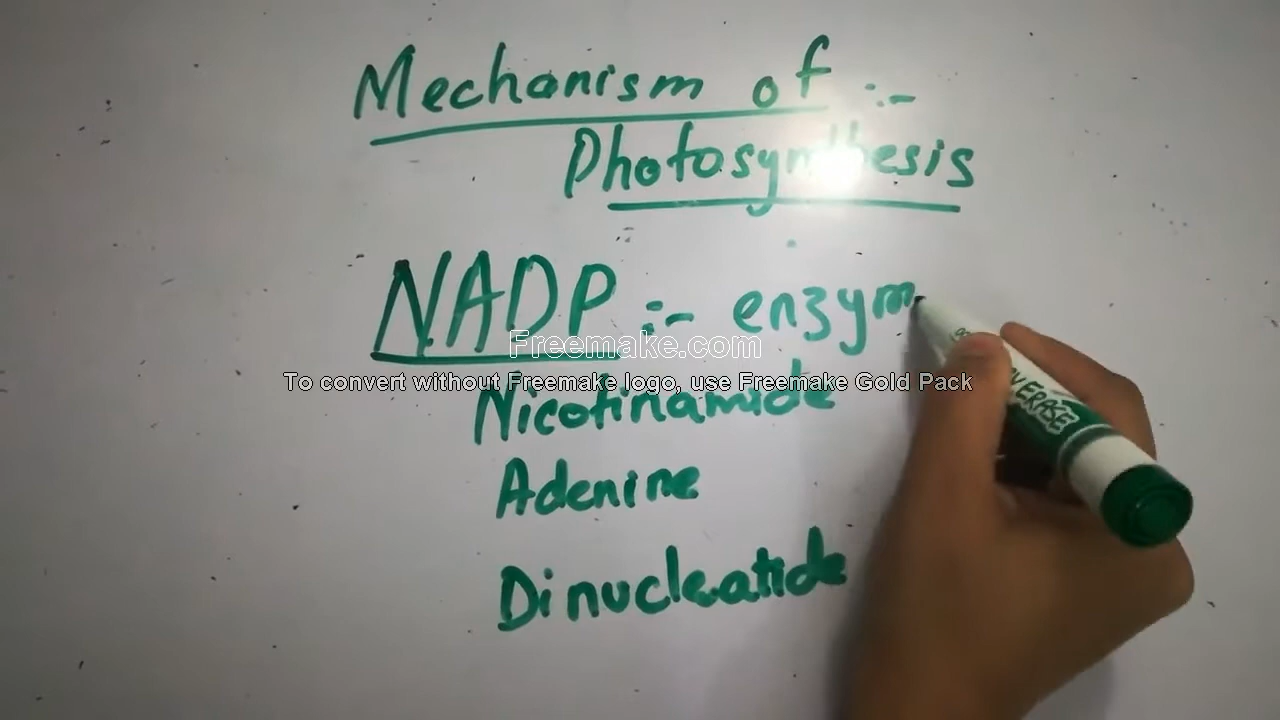 Mechanism of :-
Photosynthesis
NADP :- enzym
Freemake.com
To convert without Freemake logo, use Freemake Gold Pack
Nicotinamide
Adenine
Dinucleatide